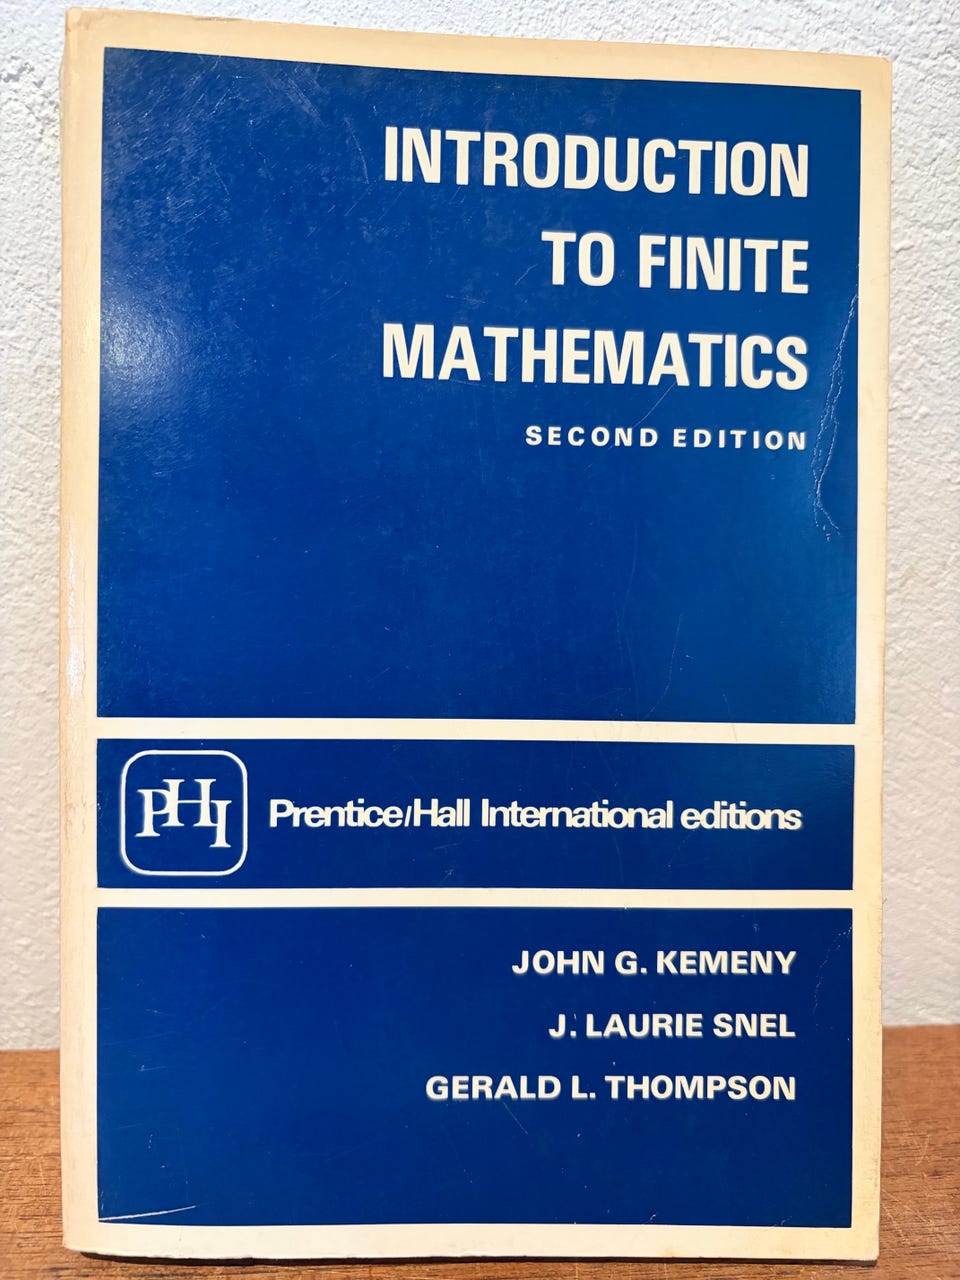 INTRODUCTION
TO FINITE
MATHEMATICS
SECOND EDITION
PHI
Prentice/Hall International editions
JOHN G. KEMENY
J. LAURIE SNEL
GERALD L. THOMPSON